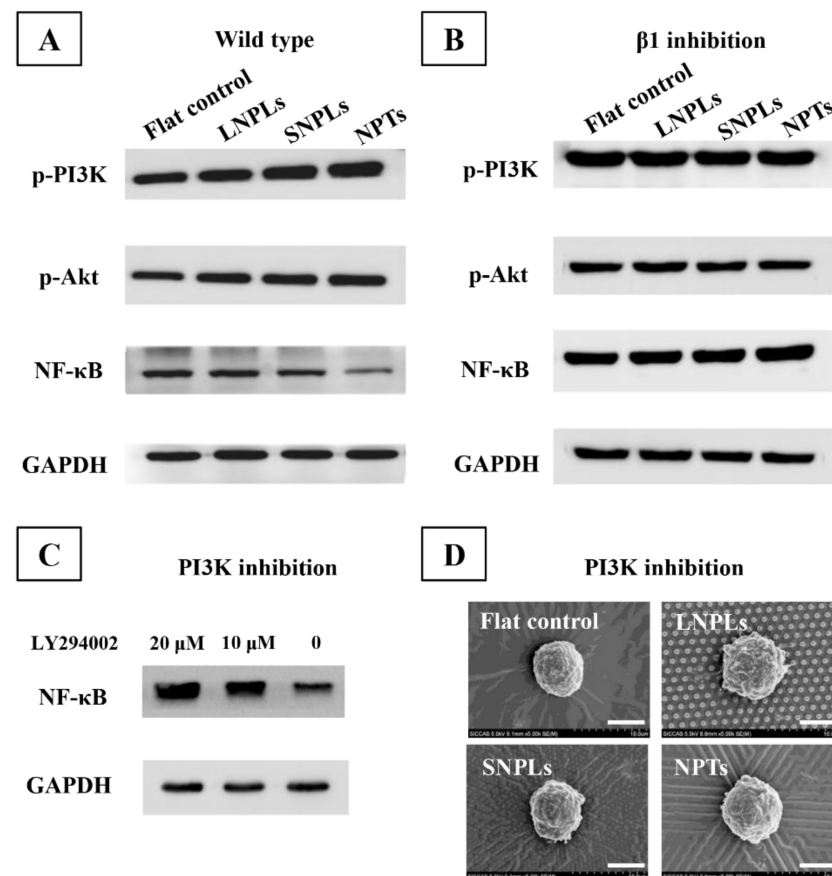 A
Wild type
Flat control
LNPLs
SNPLs
NPTs
p-PI3K
p-Akt
NF-κB
GAPDH
B
β1 inhibition
Flat control
LNPLs
SNPLs
NPTs
p-PI3K
p-Akt
NF-κB
GAPDH
C
PI3K inhibition
LY294002 20 μM 10 μM 0
NF-κB
GAPDH
D
PI3K inhibition
Flat control
LNPLs
SNPLs
NPTs